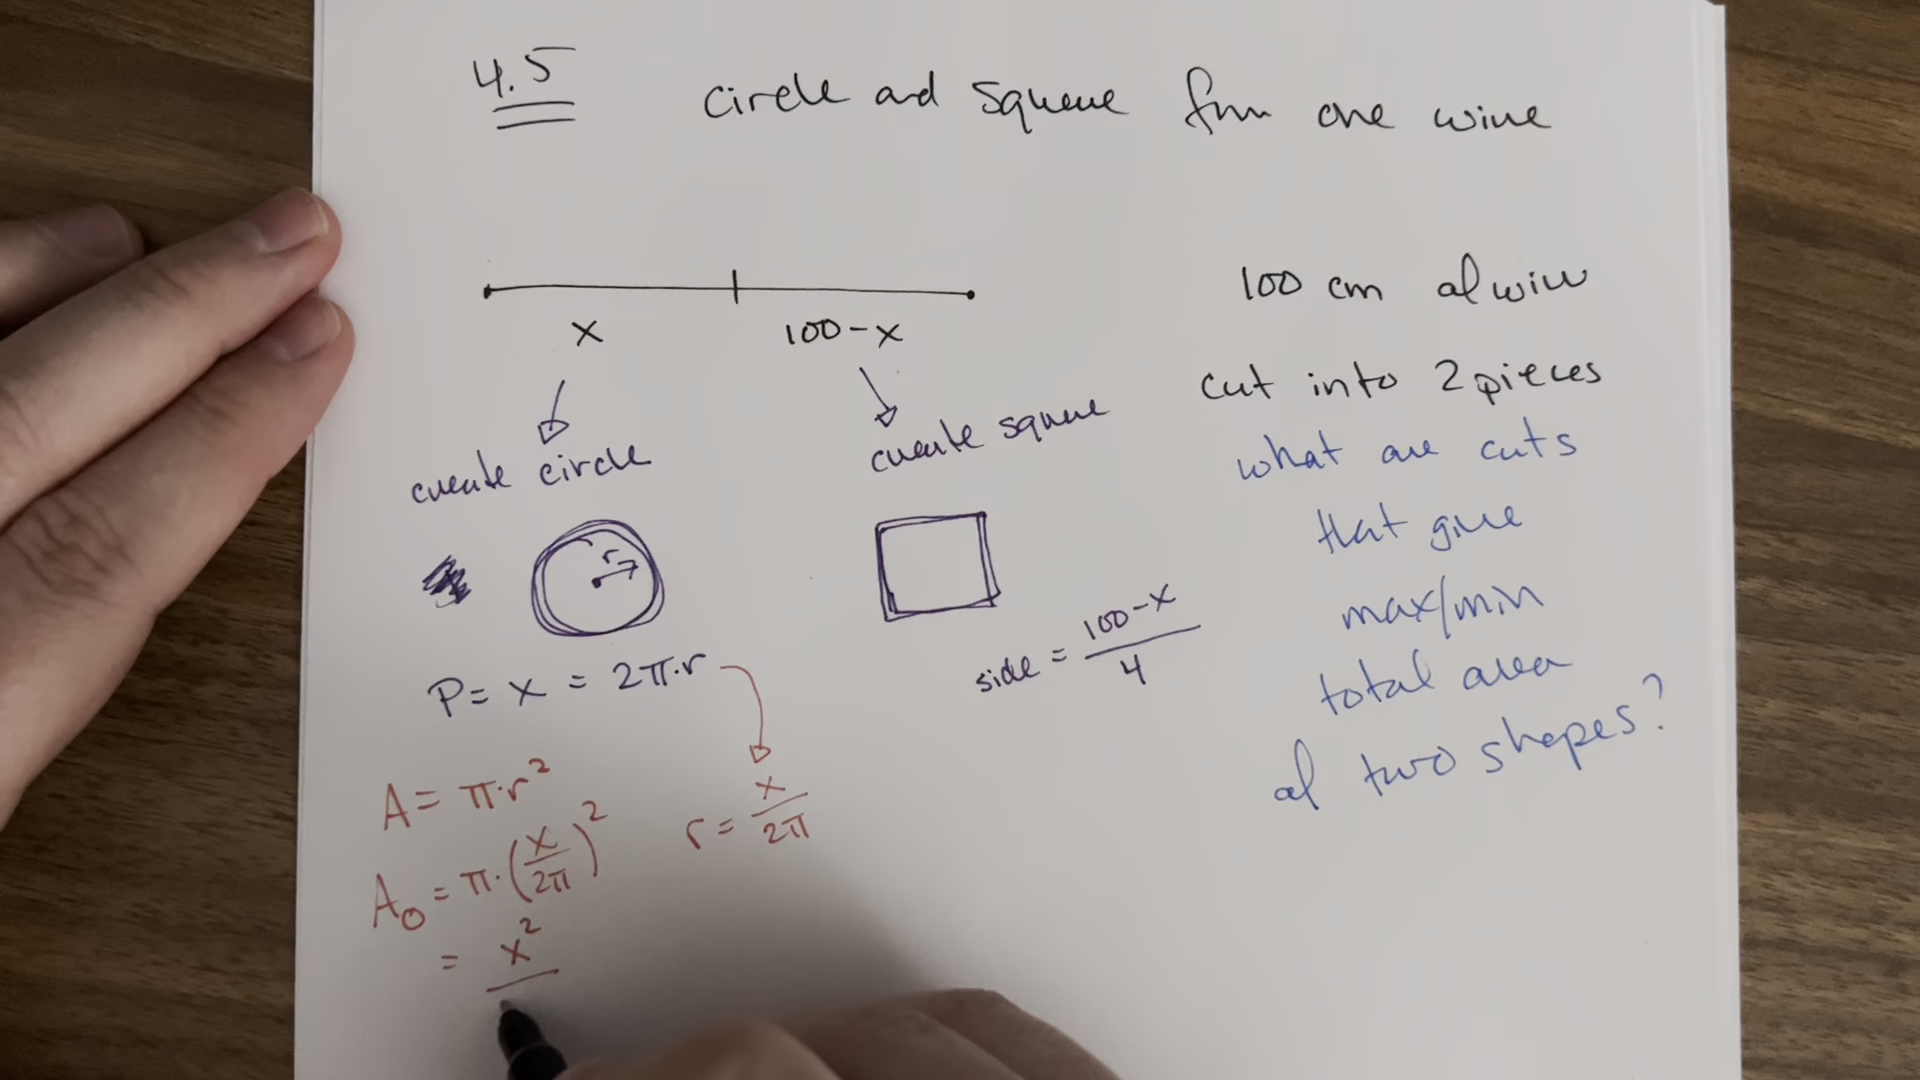 4.5
circle and square from one wire
x
100-x
100 cm of wire
cut into 2 pieces
what are cuts
that give
max/min
total area
of two shapes?
create circle
create square
r
P = x = 2π·r
side = (100-x)/4
r = x/2π
A = π·r²
A○ = π·(x/2π)²
= x²